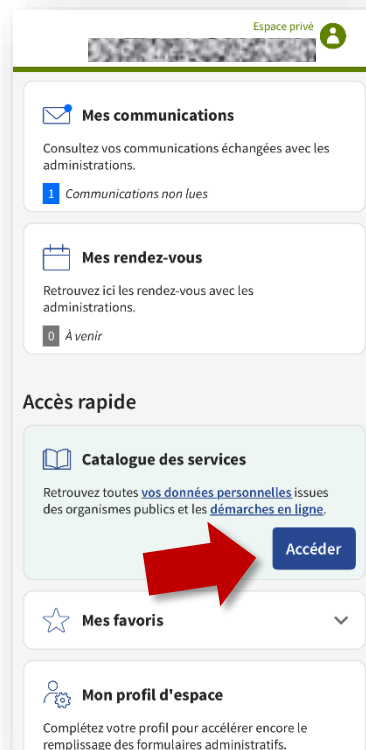 Espace privé
Mes communications
Consultez vos communications échangées avec les
administrations.
1 Communications non lues
Mes rendez-vous
Retrouvez ici les rendez-vous avec les
administrations.
0 À venir
Accès rapide
Catalogue des services
Retrouvez toutes vos données personnelles issues
des organismes publics et les démarches en ligne.
Accéder
Mes favoris
Mon profil d'espace
Complétez votre profil pour accélérer encore le
remplissage des formulaires administratifs.